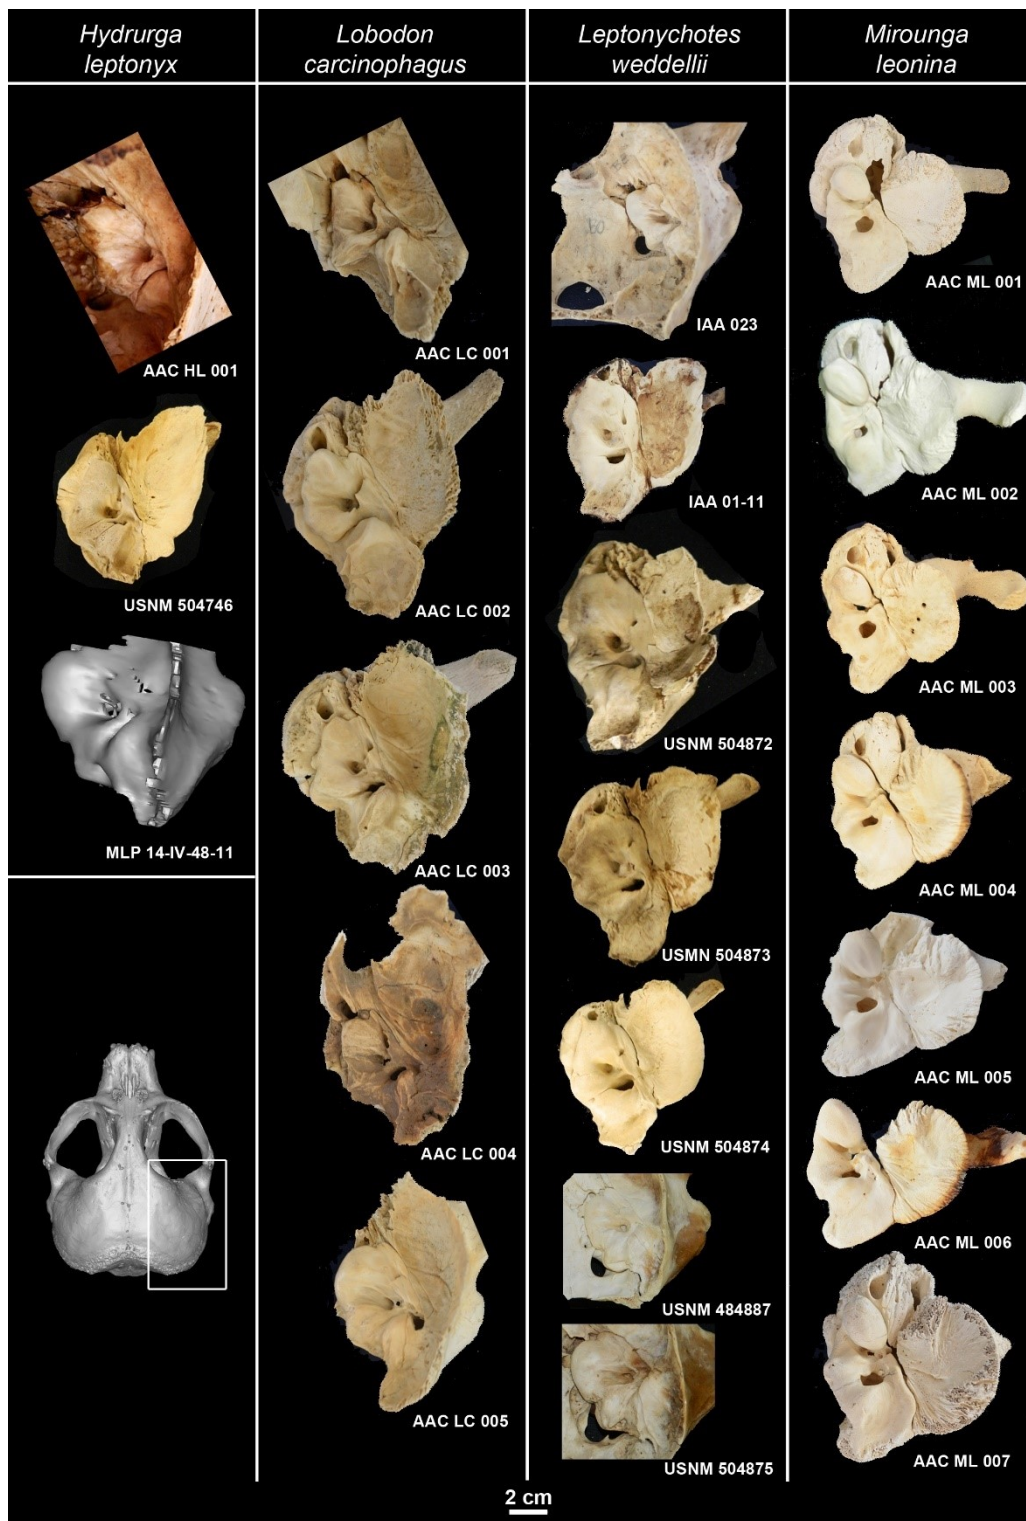 Hydrurga
leptonyx
AAC HL 001
USNM 504746
MLP 14-IV-48-11
Lobodon
carcinophagus
AAC LC 001
AAC LC 002
AAC LC 003
AAC LC 004
AAC LC 005
Leptonychotes
weddellii
60
IAA 023
IAA 01-11
USNM 504872
USMN 504873
USNM 504874
USNM 484887
USNM 504875
Mirounga
leonina
AAC ML 001
AAC ML 002
AAC ML 003
AAC ML 004
AAC ML 005
AAC ML 006
AAC ML 007
2 cm